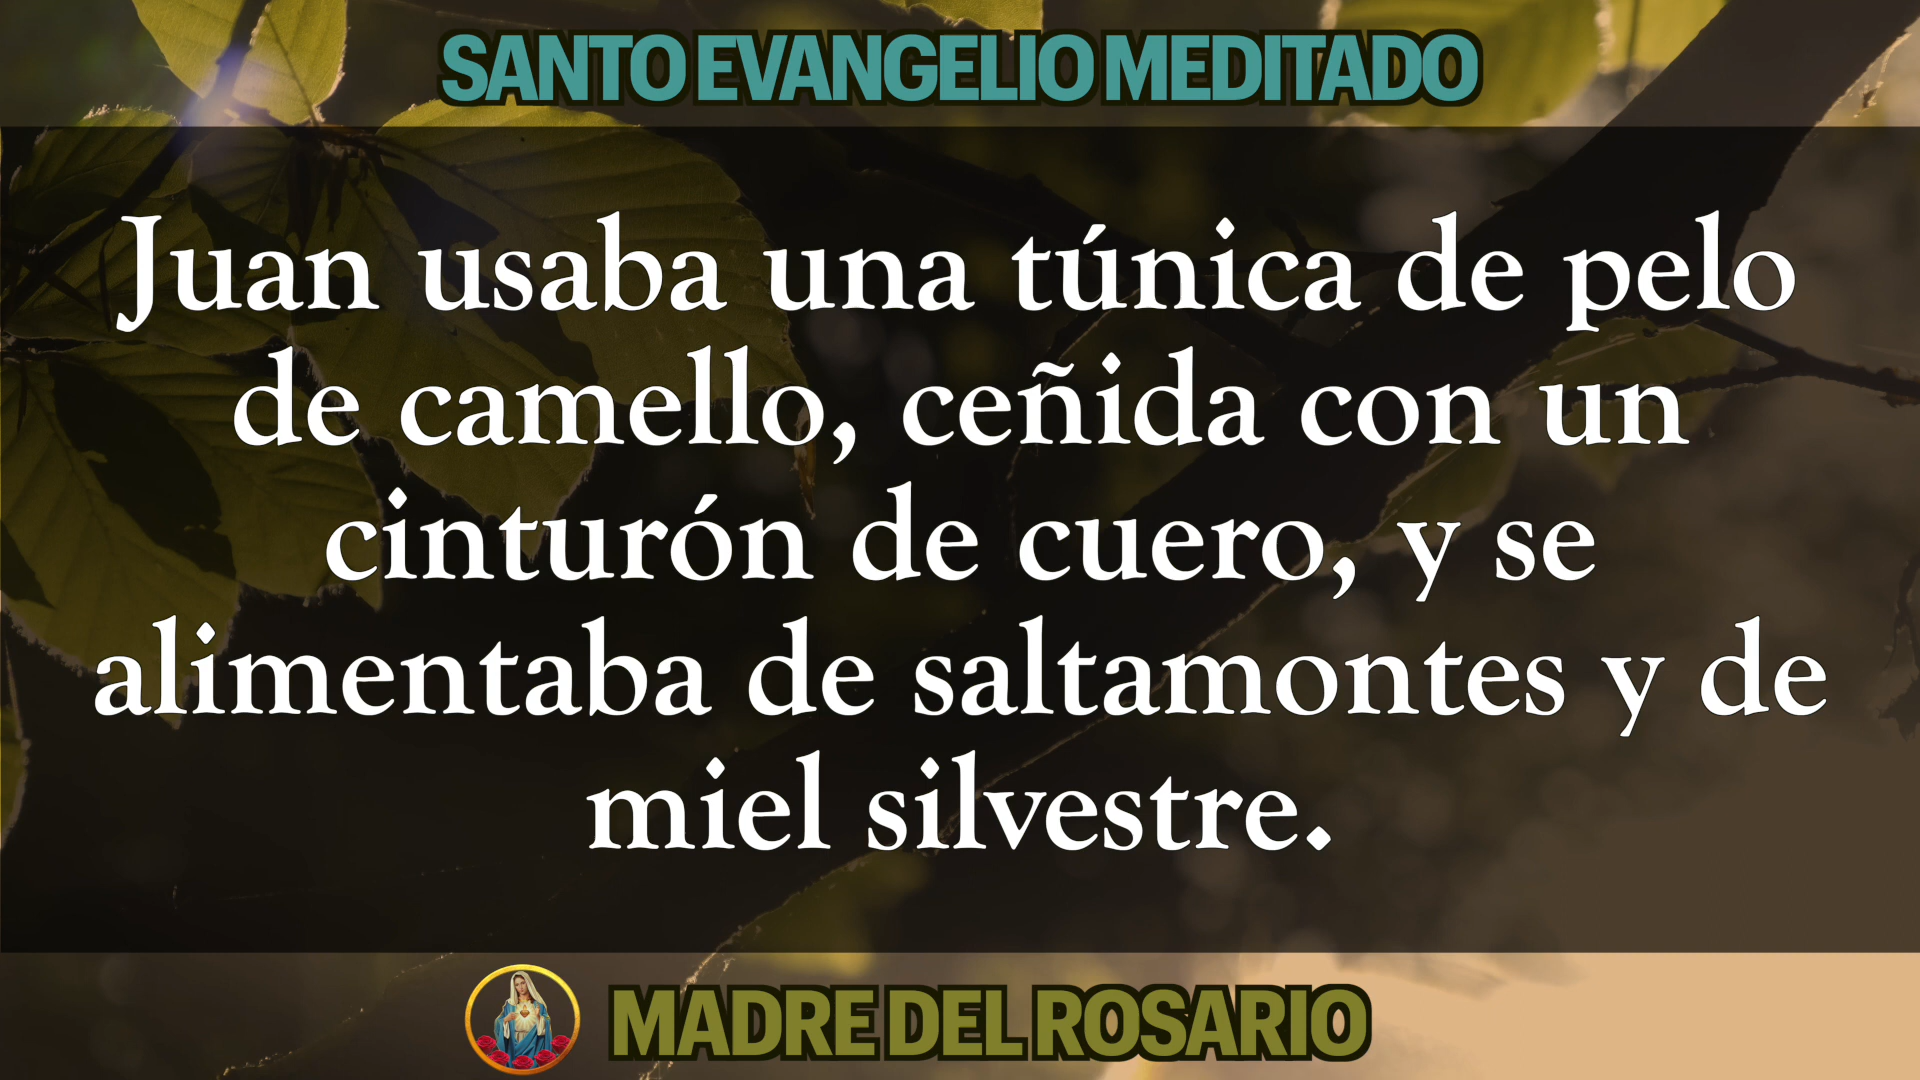 SANTO EVANGELIO MEDITADO
Juan usaba una túnica de pelo
de camello, ceñida con un
cinturón de cuero, y se
alimentaba de saltamontes y de
miel silvestre.
MADRE DEL ROSARIO